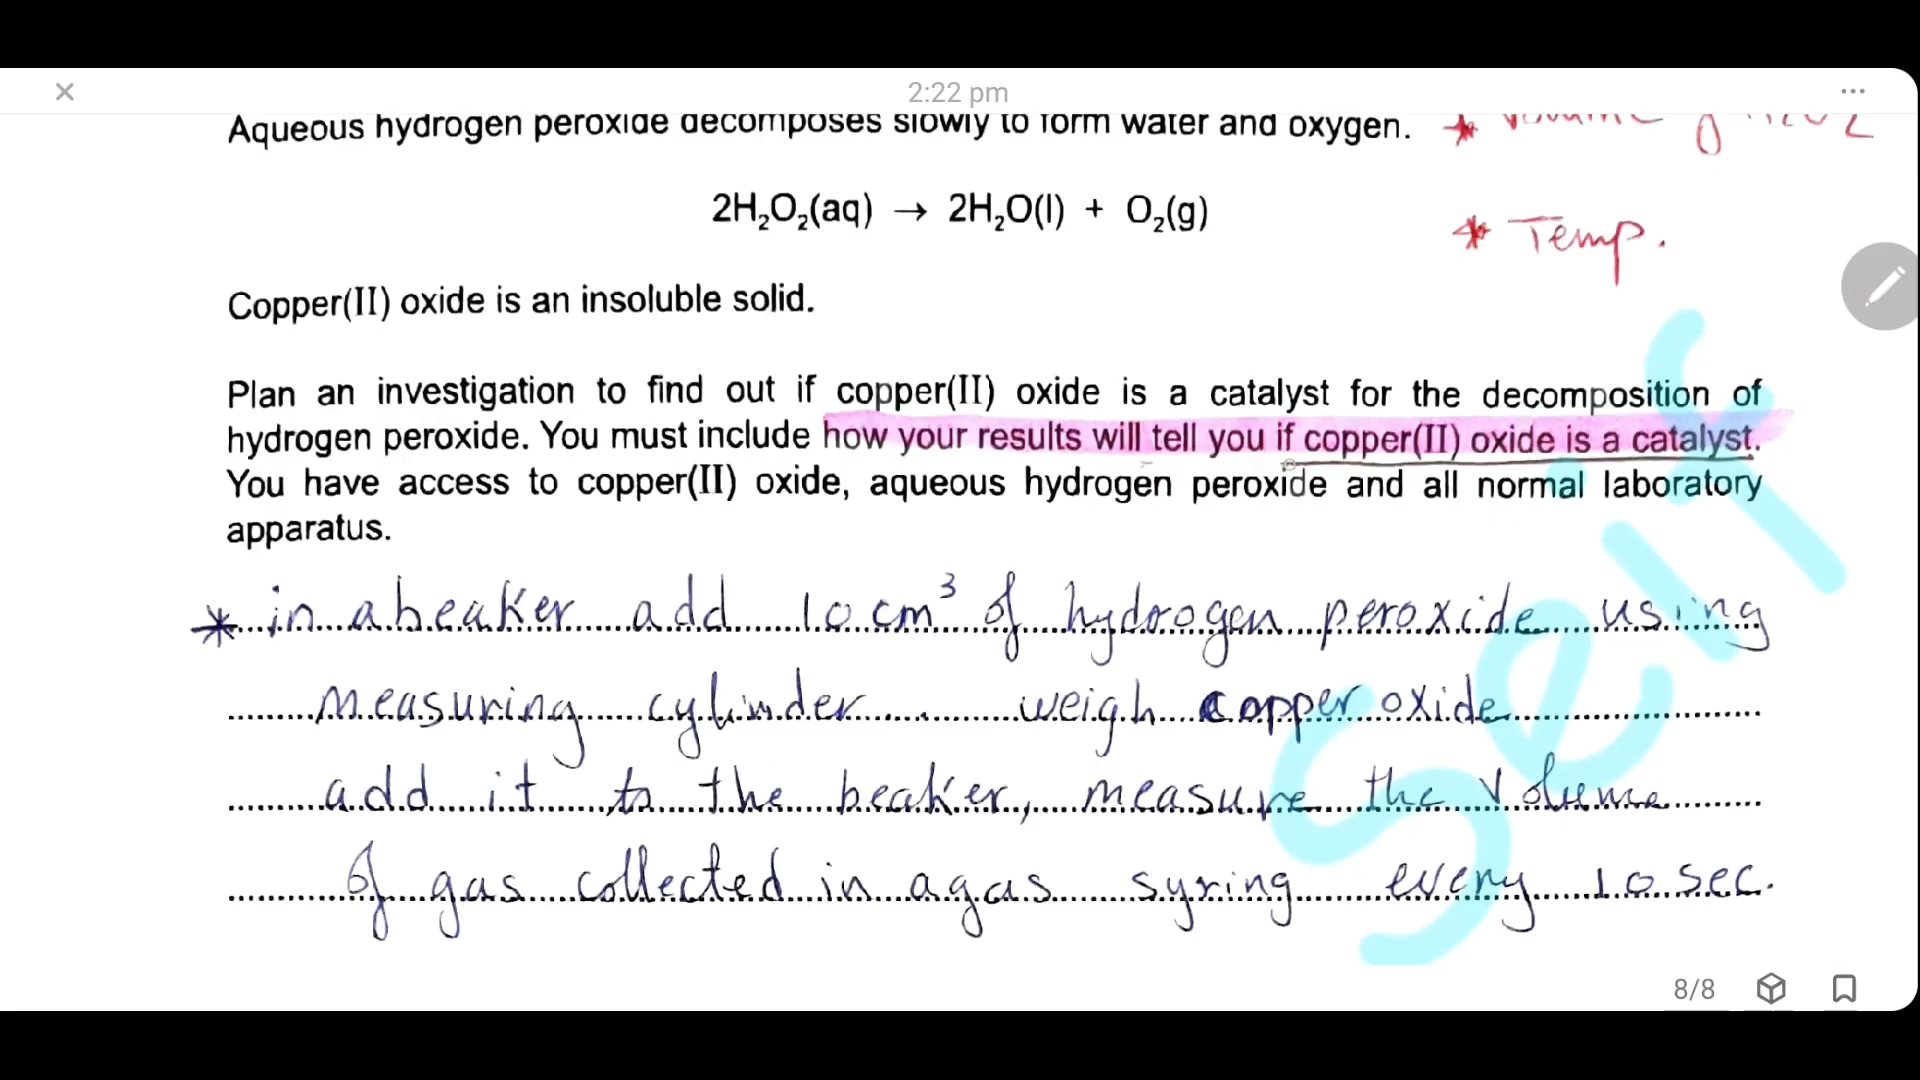 2:22 pm
Aqueous hydrogen peroxide decomposes slowly to form water and oxygen.
2H₂O₂(aq) → 2H₂O(l) + O₂(g)
* Temp.
Copper(II) oxide is an insoluble solid.
Plan an investigation to find out if copper(II) oxide is a catalyst for the decomposition of
hydrogen peroxide. You must include how your results will tell you if copper(II) oxide is a catalyst.
You have access to copper(II) oxide, aqueous hydrogen peroxide and all normal laboratory
apparatus.
* in a beaker add 10 cm³ of hydrogen peroxide using
measuring cylinder weigh copper oxide
add it to the beaker, measure the volume
of gas collected in a gas syring every 10 sec.
Seif
8/8